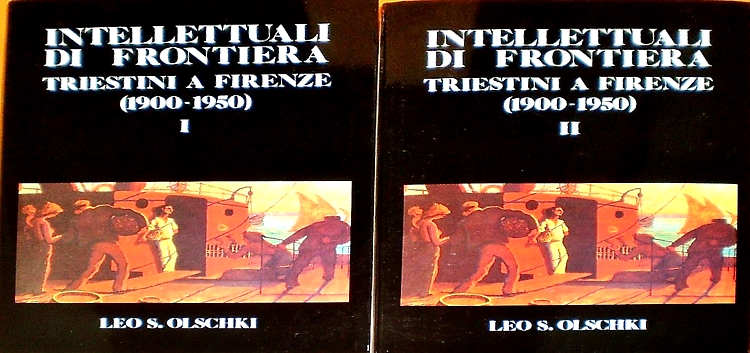 INTELLETTUALI
DI FRONTIERA
TRIESTINI A FIRENZE
(1900-1950)
I
LEO S. OLSCHKI
INTELLETTUALI
DI FRONTIERA
TRIESTINI A FIRENZE
(1900-1950)
II
LEO S. OLSCHKI